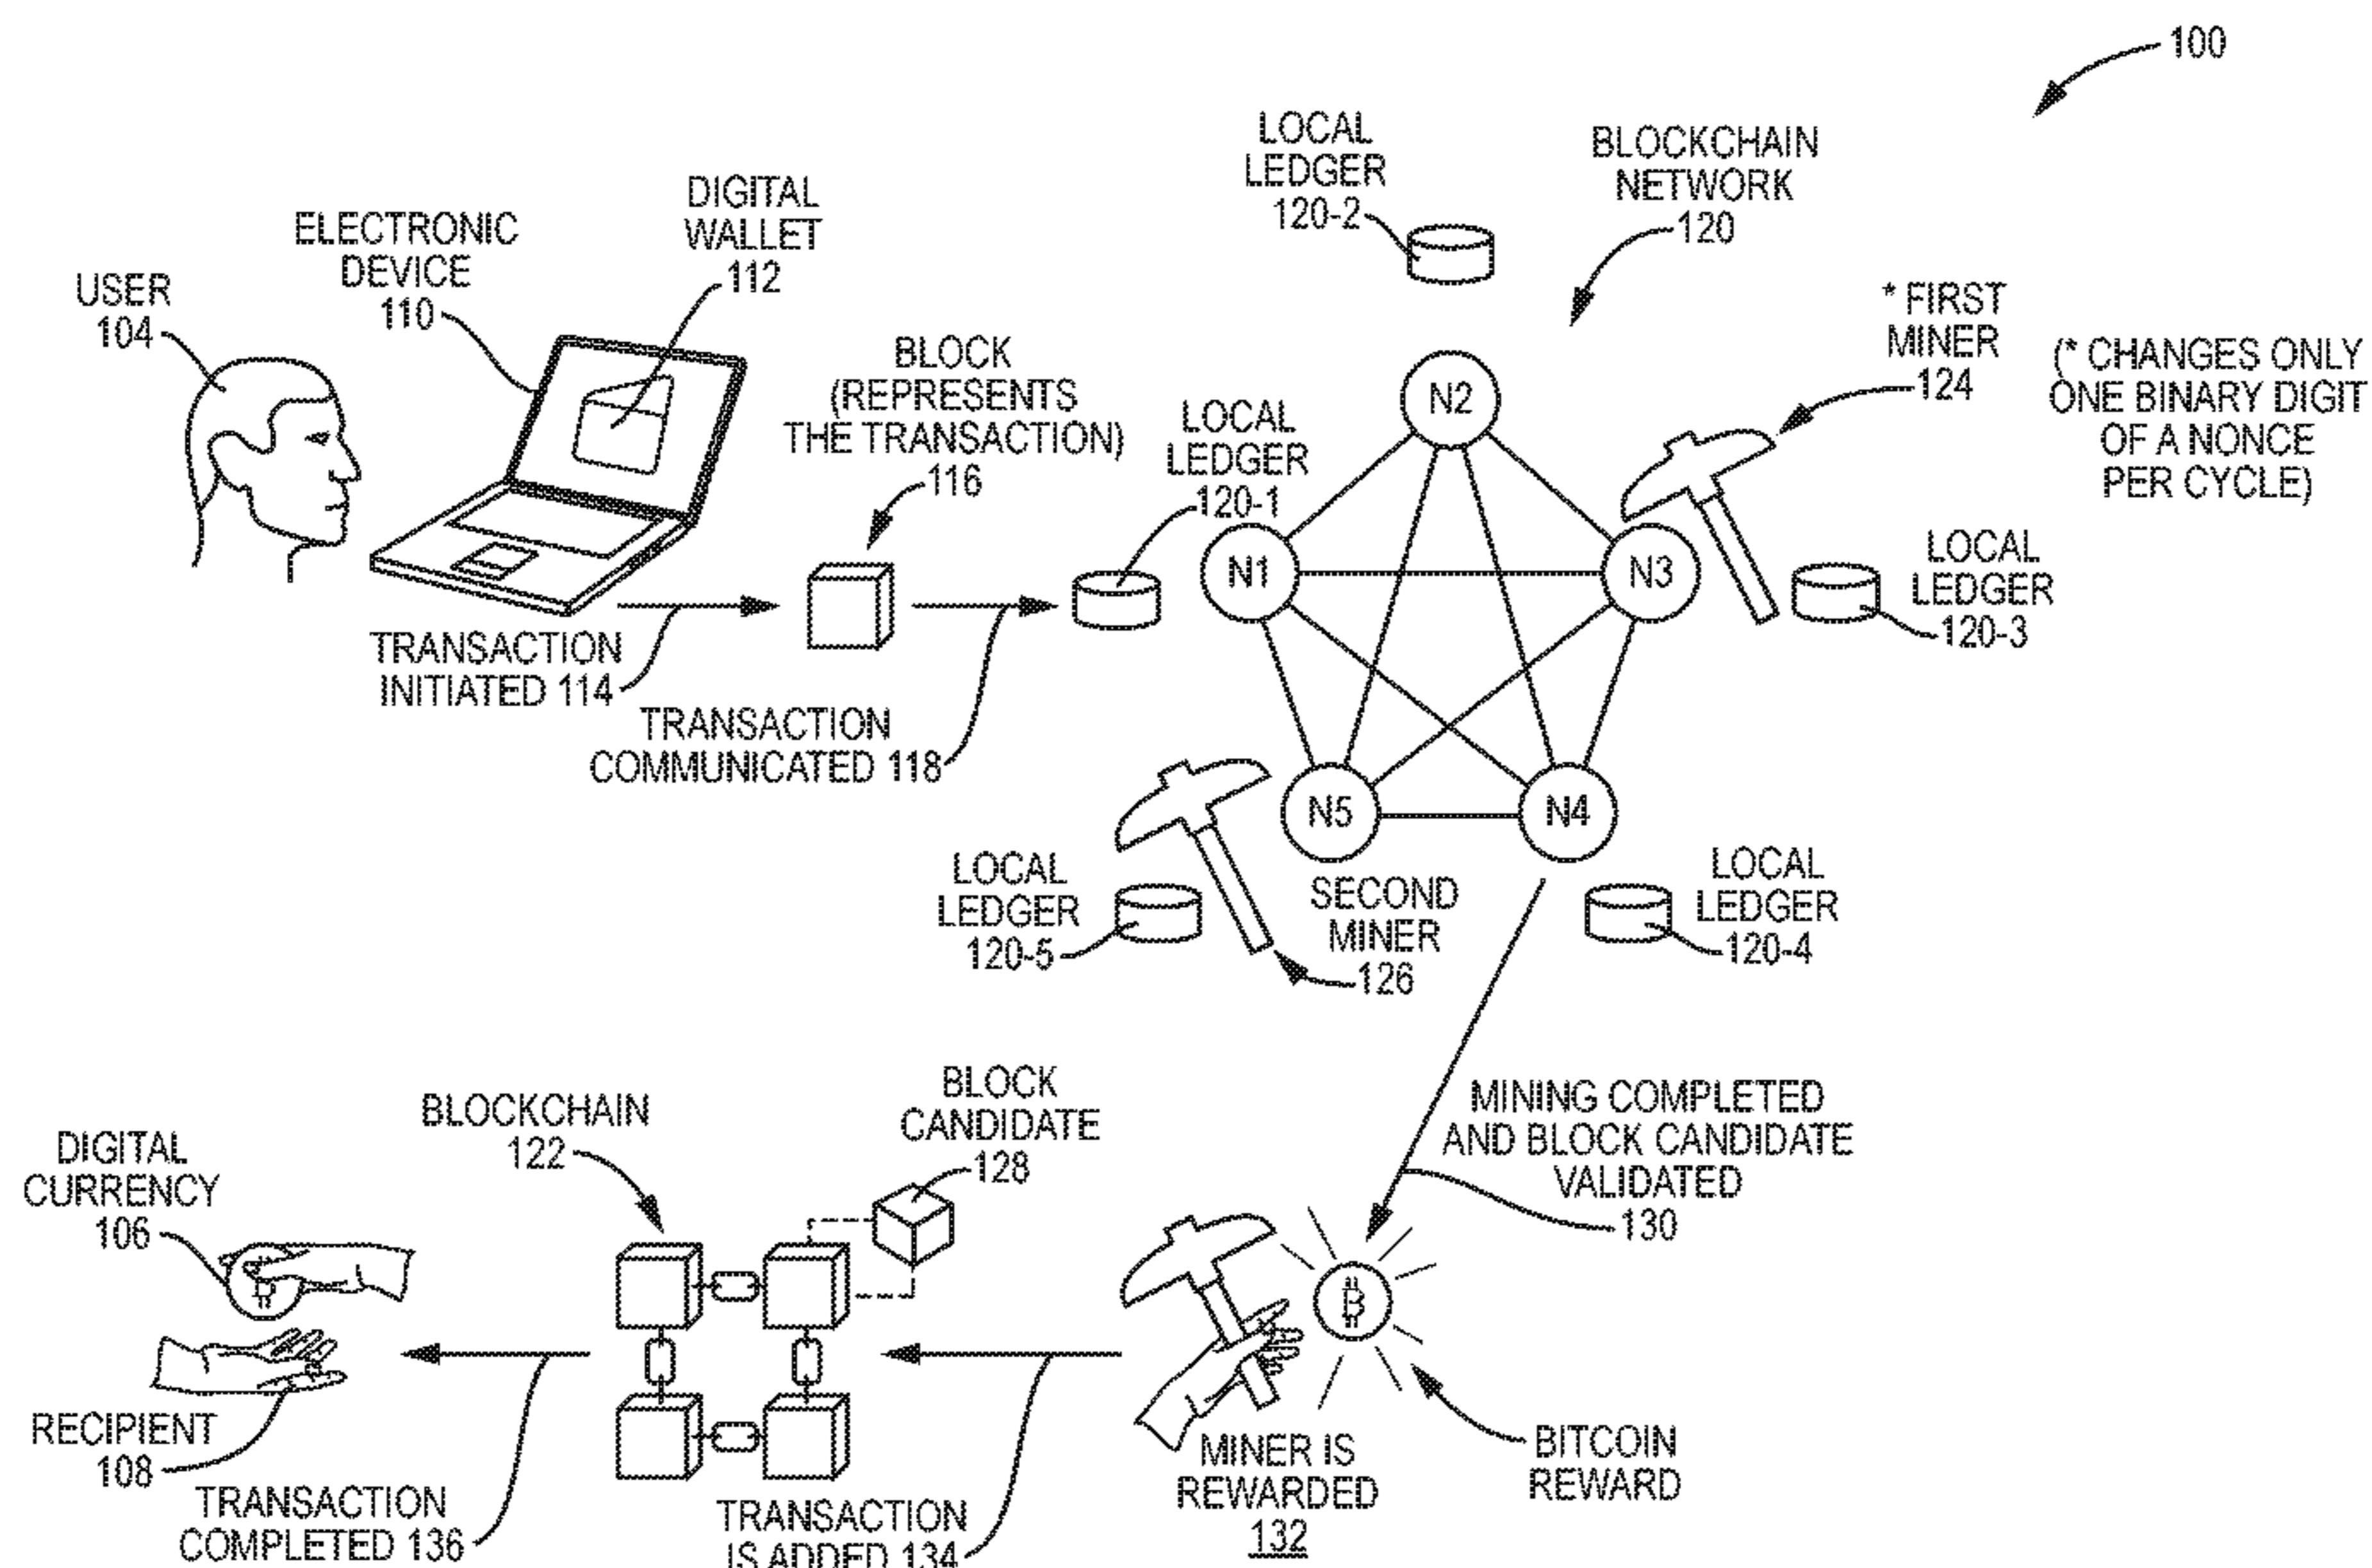 100
LOCAL
LEDGER
120-2
BLOCKCHAIN
NETWORK
120
DIGITAL
WALLET
112
ELECTRONIC
DEVICE
110
USER
104
* FIRST
MINER
124
(* CHANGES ONLY
ONE BINARY DIGIT
OF A NONCE
PER CYCLE)
BLOCK
(REPRESENTS
THE TRANSACTION)
116
LOCAL
LEDGER
120-1
N2
N1
N3
LOCAL
LEDGER
120-3
TRANSACTION
INITIATED 114
TRANSACTION
COMMUNICATED 118
N5
N4
LOCAL
LEDGER
120-5
SECOND
MINER
126
LOCAL
LEDGER
120-4
MINING COMPLETED
AND BLOCK CANDIDATE
VALIDATED
130
BLOCK
CANDIDATE
128
BLOCKCHAIN
122
DIGITAL
CURRENCY
106
RECIPIENT
108
TRANSACTION
COMPLETED 136
TRANSACTION
IS ADDED 134
MINER IS
REWARDED
132
₿
BITCOIN
REWARD